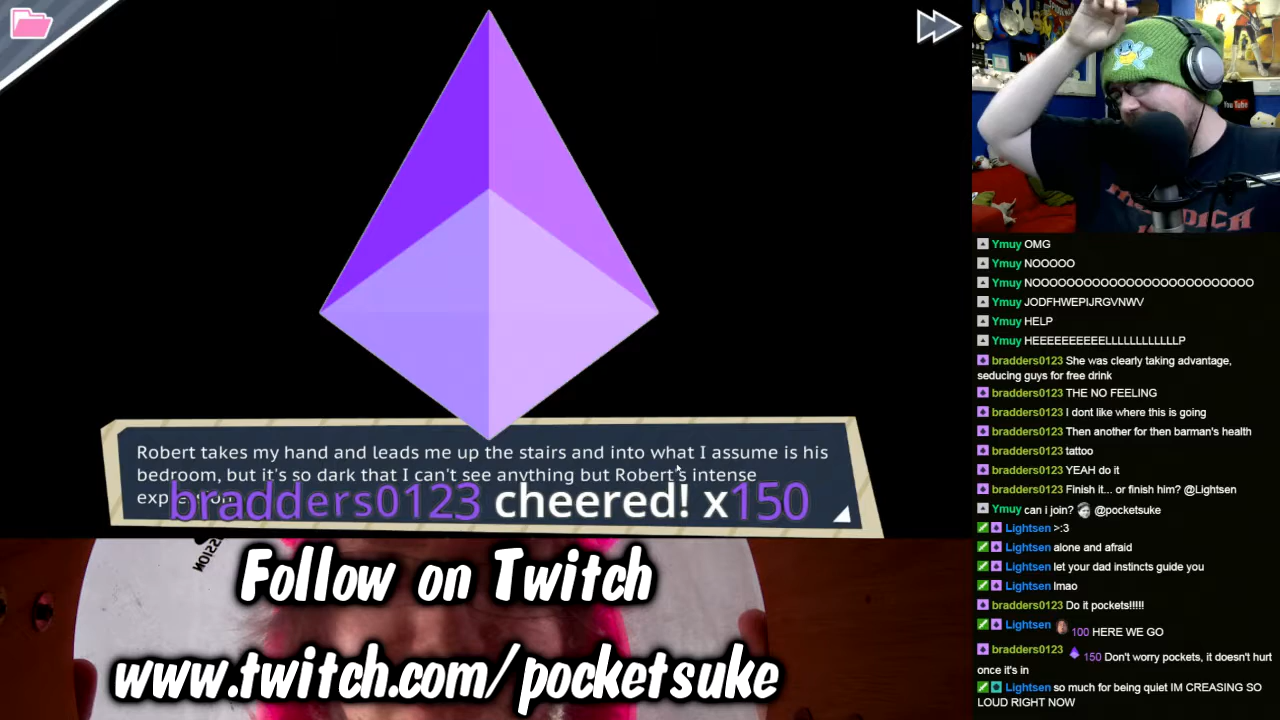 Robert takes my hand and leads me up the stairs and into what I assume is his
bedroom, but it's so dark that I can't see anything but Robert's intense
bradders0123 cheered! x150
SSION
Follow on Twitch
www.twitch.com/pocketsuke
YouTube
Ymuy OMG
Ymuy NOOOOO
Ymuy NOOOOOOOOOOOOOOOOOOOOOOOOOO
Ymuy JODFHWEPIJRGVNWV
Ymuy HELP
Ymuy HEEEEEEEEEELLLLLLLLLLLLP
bradders0123 She was clearly taking advantage,
seducing guys for free drink
bradders0123 THE NO FEELING
bradders0123 I dont like where this is going
bradders0123 Then another for then barman's health
bradders0123 tattoo
bradders0123 YEAH do it
bradders0123 Finish it... or finish him? @Lightsen
Ymuy can i join? @pocketsuke
Lightsen >:3
Lightsen alone and afraid
Lightsen let your dad instincts guide you
Lightsen lmao
bradders0123 Do it pockets!!!!!
Lightsen 100 HERE WE GO
bradders0123 150 Don't worry pockets, it doesn't hurt
once it's in
Lightsen so much for being quiet IM CREASING SO
LOUD RIGHT NOW